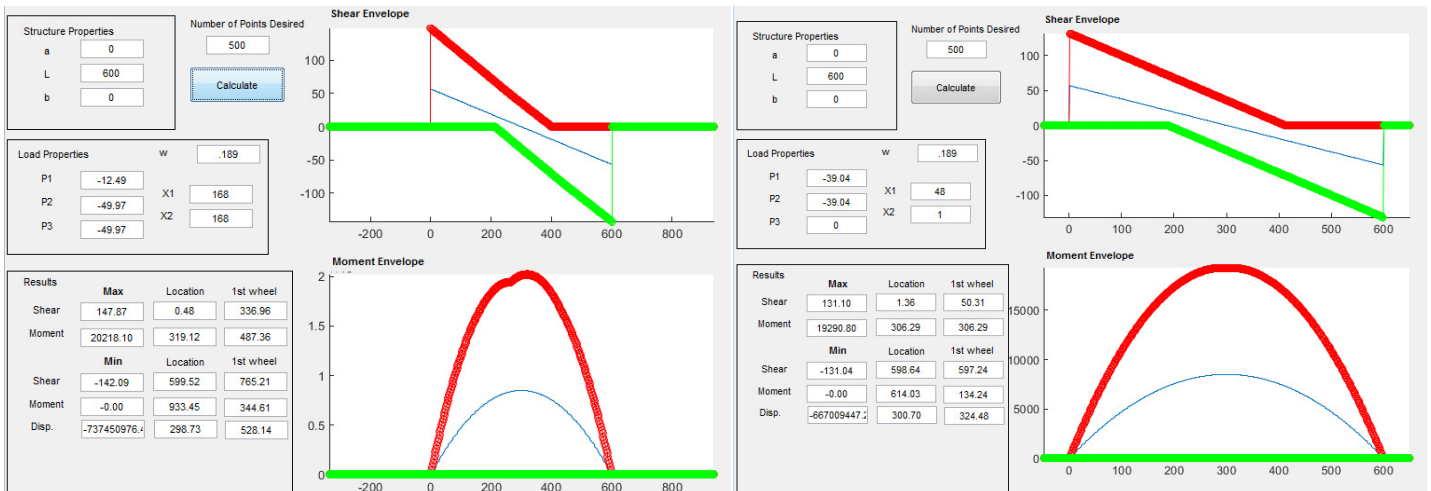 Structure Properties
a 0
L 600
b 0
Number of Points Desired
500
Calculate
Load Properties
w .189
P1 -12.49
P2 -49.97
P3 -49.97
X1 168
X2 168
Results
Max Location 1st wheel
Shear 147.87 0.48 336.96
Moment 20218.10 319.12 487.36
Min Location 1st wheel
Shear -142.09 599.52 765.21
Moment -0.00 933.45 344.61
Disp. -737450976.4 298.73 528.14
Shear Envelope
100
50
0
-50
-100
-200 0 200 400 600 800
Moment Envelope
2
1.5
1
0.5
0
-200 0 200 400 600 800
Structure Properties
a 0
L 600
b 0
Number of Points Desired
500
Calculate
Load Properties
w .189
P1 -39.04
P2 -39.04
P3 0
X1 48
X2 1
Results
Max Location 1st wheel
Shear 131.10 1.36 50.31
Moment 19290.80 306.29 306.29
Min Location 1st wheel
Shear -131.04 598.64 597.24
Moment -0.00 614.03 134.24
Disp. -667009447.2 300.70 324.48
Shear Envelope
100
50
0
-50
-100
0 100 200 300 400 500 600
Moment Envelope
15000
10000
5000
0
0 100 200 300 400 500 600